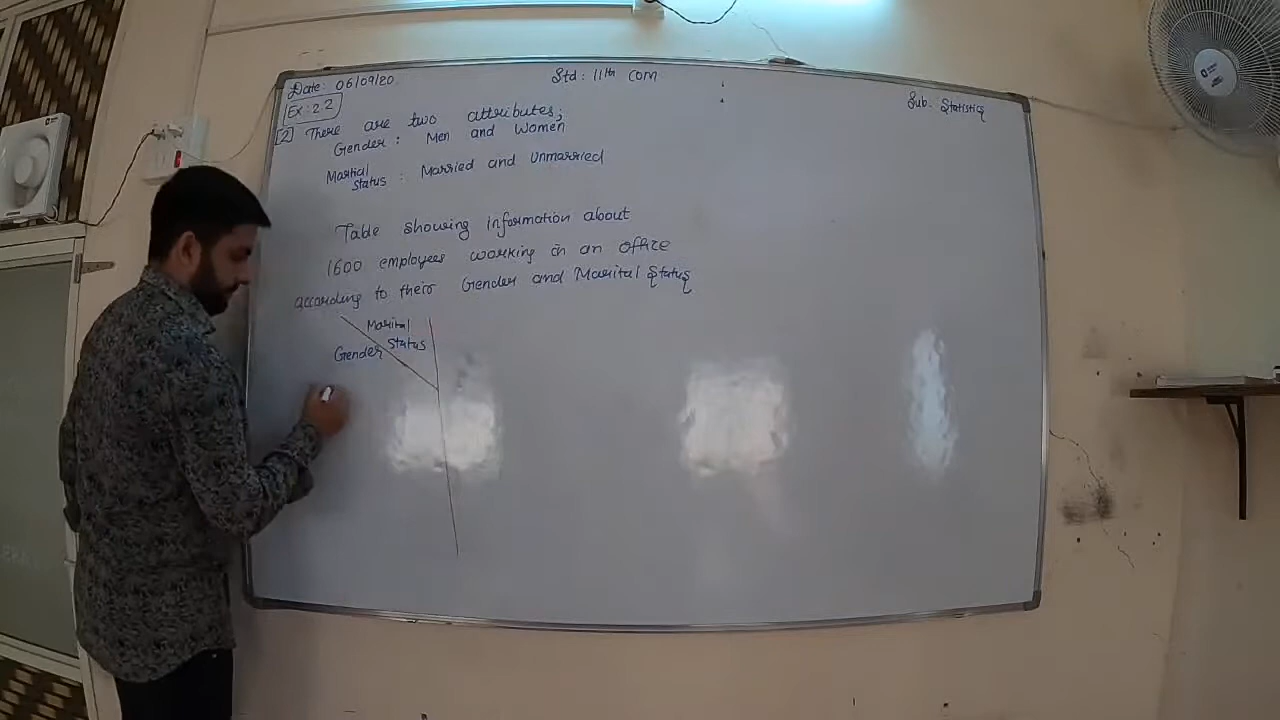 Date: 06/09/20
Std: 11th com
Sub. Statistics
Ex: 2.2
2 There are two attributes;
Gender: Men and Women
Marital Status : Married and Unmarried
Table showing information about
1600 employees working in an office
according to their Gender and Marital Status
Marital Status
Gender